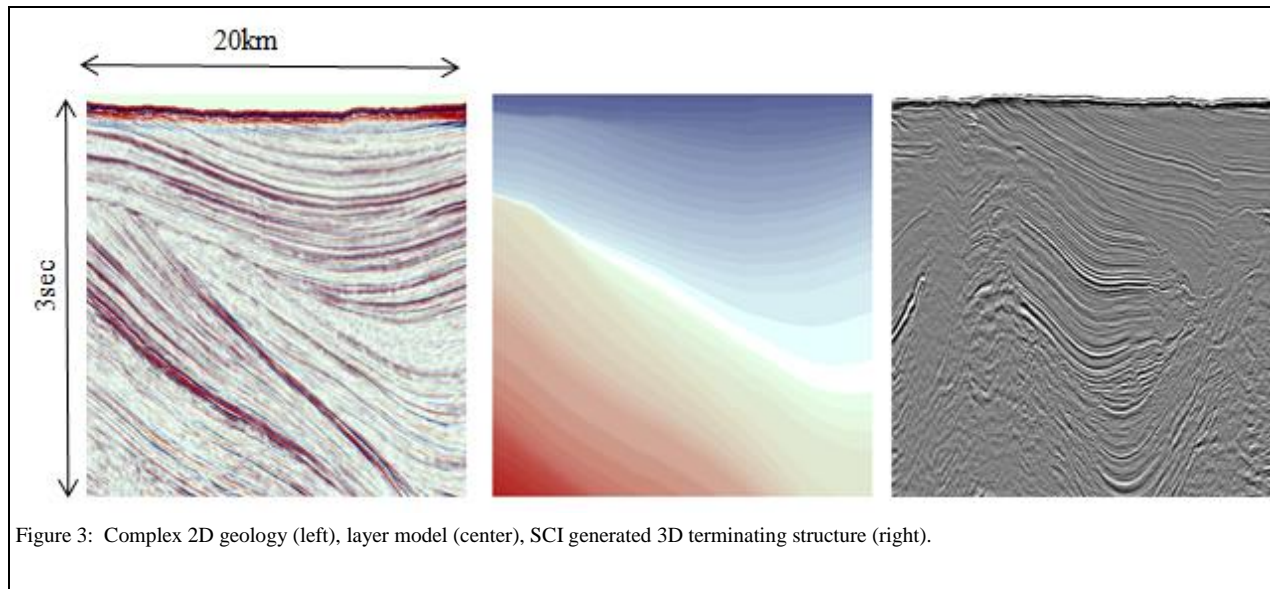 20km
3sec
Figure 3:  Complex 2D geology (left), layer model (center), SCI generated 3D terminating structure (right).